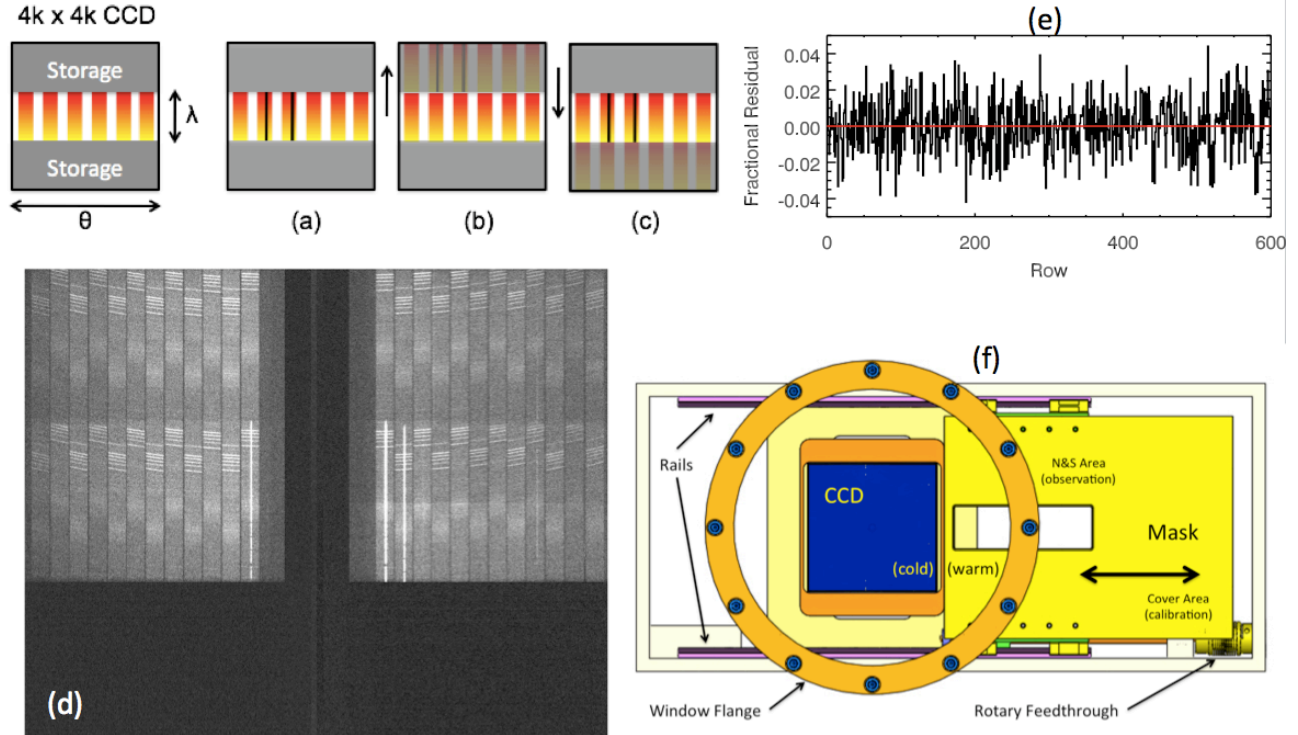 4k x 4k CCD
Storage
λ
Storage
θ
(a)
(b)
(c)
(e)
Fractional Residual
0.04
0.02
0.00
-0.02
-0.04
0
200
400
600
Row
(d)
(f)
Rails
CCD
(cold)
(warm)
N&S Area
(observation)
Mask
Cover Area
(calibration)
Window Flange
Rotary Feedthrough